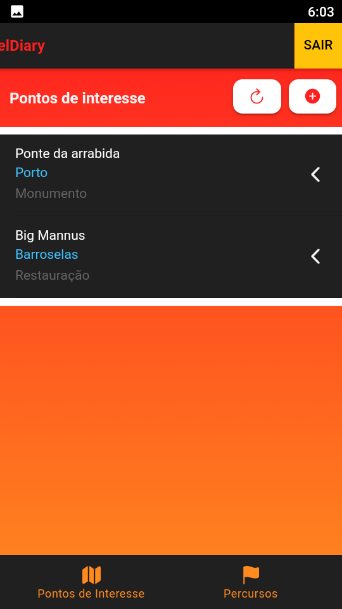 6:03
elDiary
SAIR
Pontos de interesse
Ponte da arrabida
Porto
Monumento
Big Mannus
Barroselas
Restauração
Pontos de Interesse
Percursos